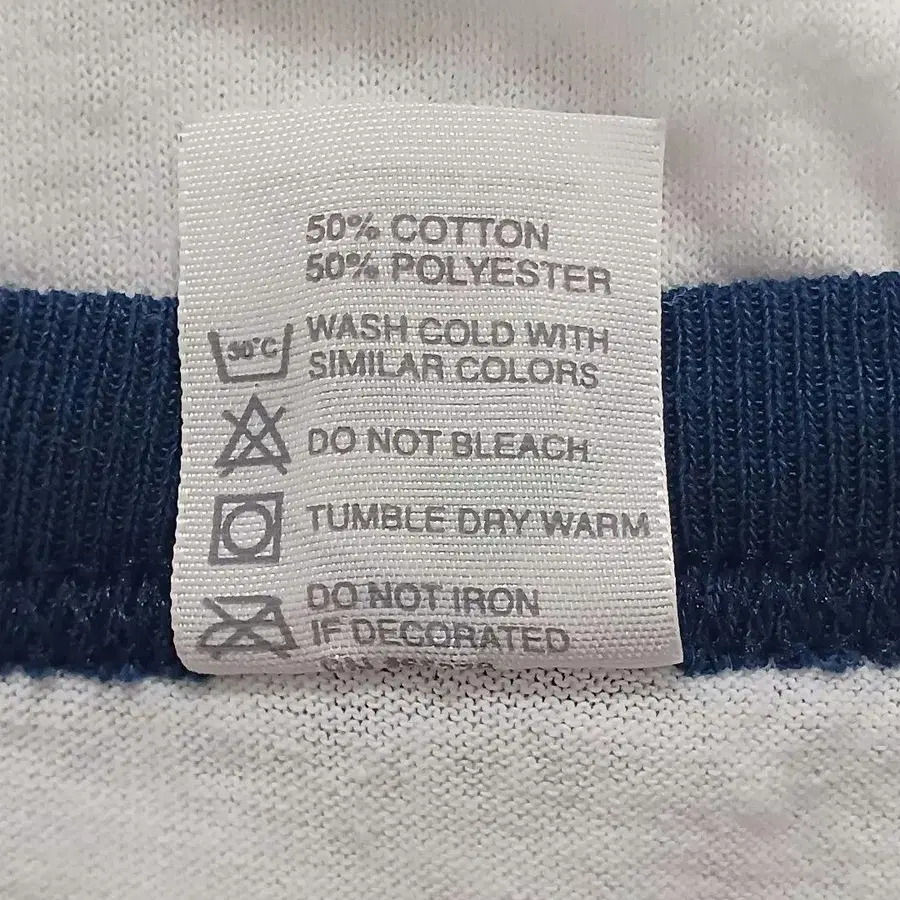 50% COTTON
50% POLYESTER
30°C WASH COLD WITH
SIMILAR COLORS
DO NOT BLEACH
TUMBLE DRY WARM
DO NOT IRON
IF DECORATED